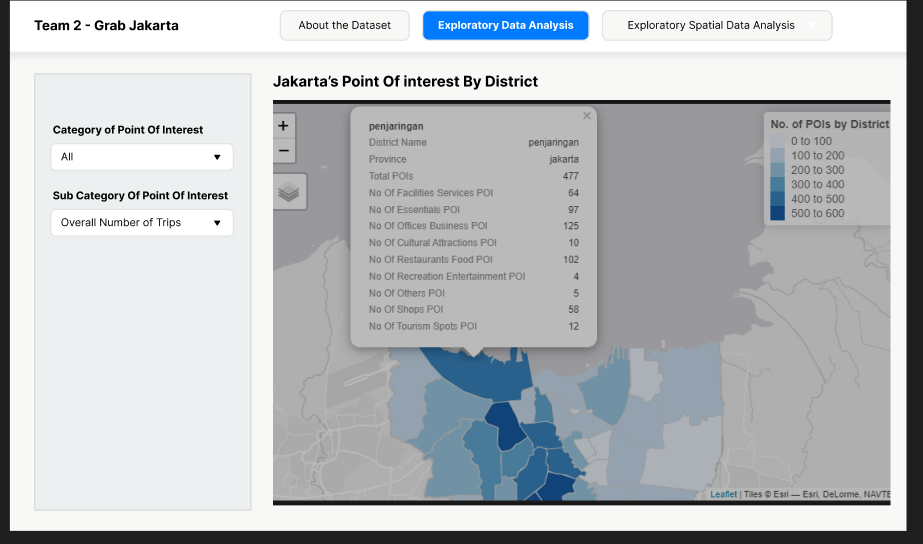 Team 2 - Grab Jakarta
About the Dataset
Exploratory Data Analysis
Exploratory Spatial Data Analysis
Category of Point Of Interest
All
Sub Category Of Point Of Interest
Overall Number of Trips
Jakarta's Point Of interest By District
+
−
×
penjaringan
District Name penjaringan
Province jakarta
Total POIs 477
No Of Facilities Services POI 64
No Of Essentials POI 97
No Of Offices Business POI 125
No Of Cultural Attractions POI 10
No Of Restaurants Food POI 102
No Of Recreation Entertainment POI 4
No Of Others POI 5
No Of Shops POI 58
No Of Tourism Spots POI 12
No. of POIs by District
0 to 100
100 to 200
200 to 300
300 to 400
400 to 500
500 to 600
Leaflet | Tiles © Esri — Esri, DeLorme, NAVTE